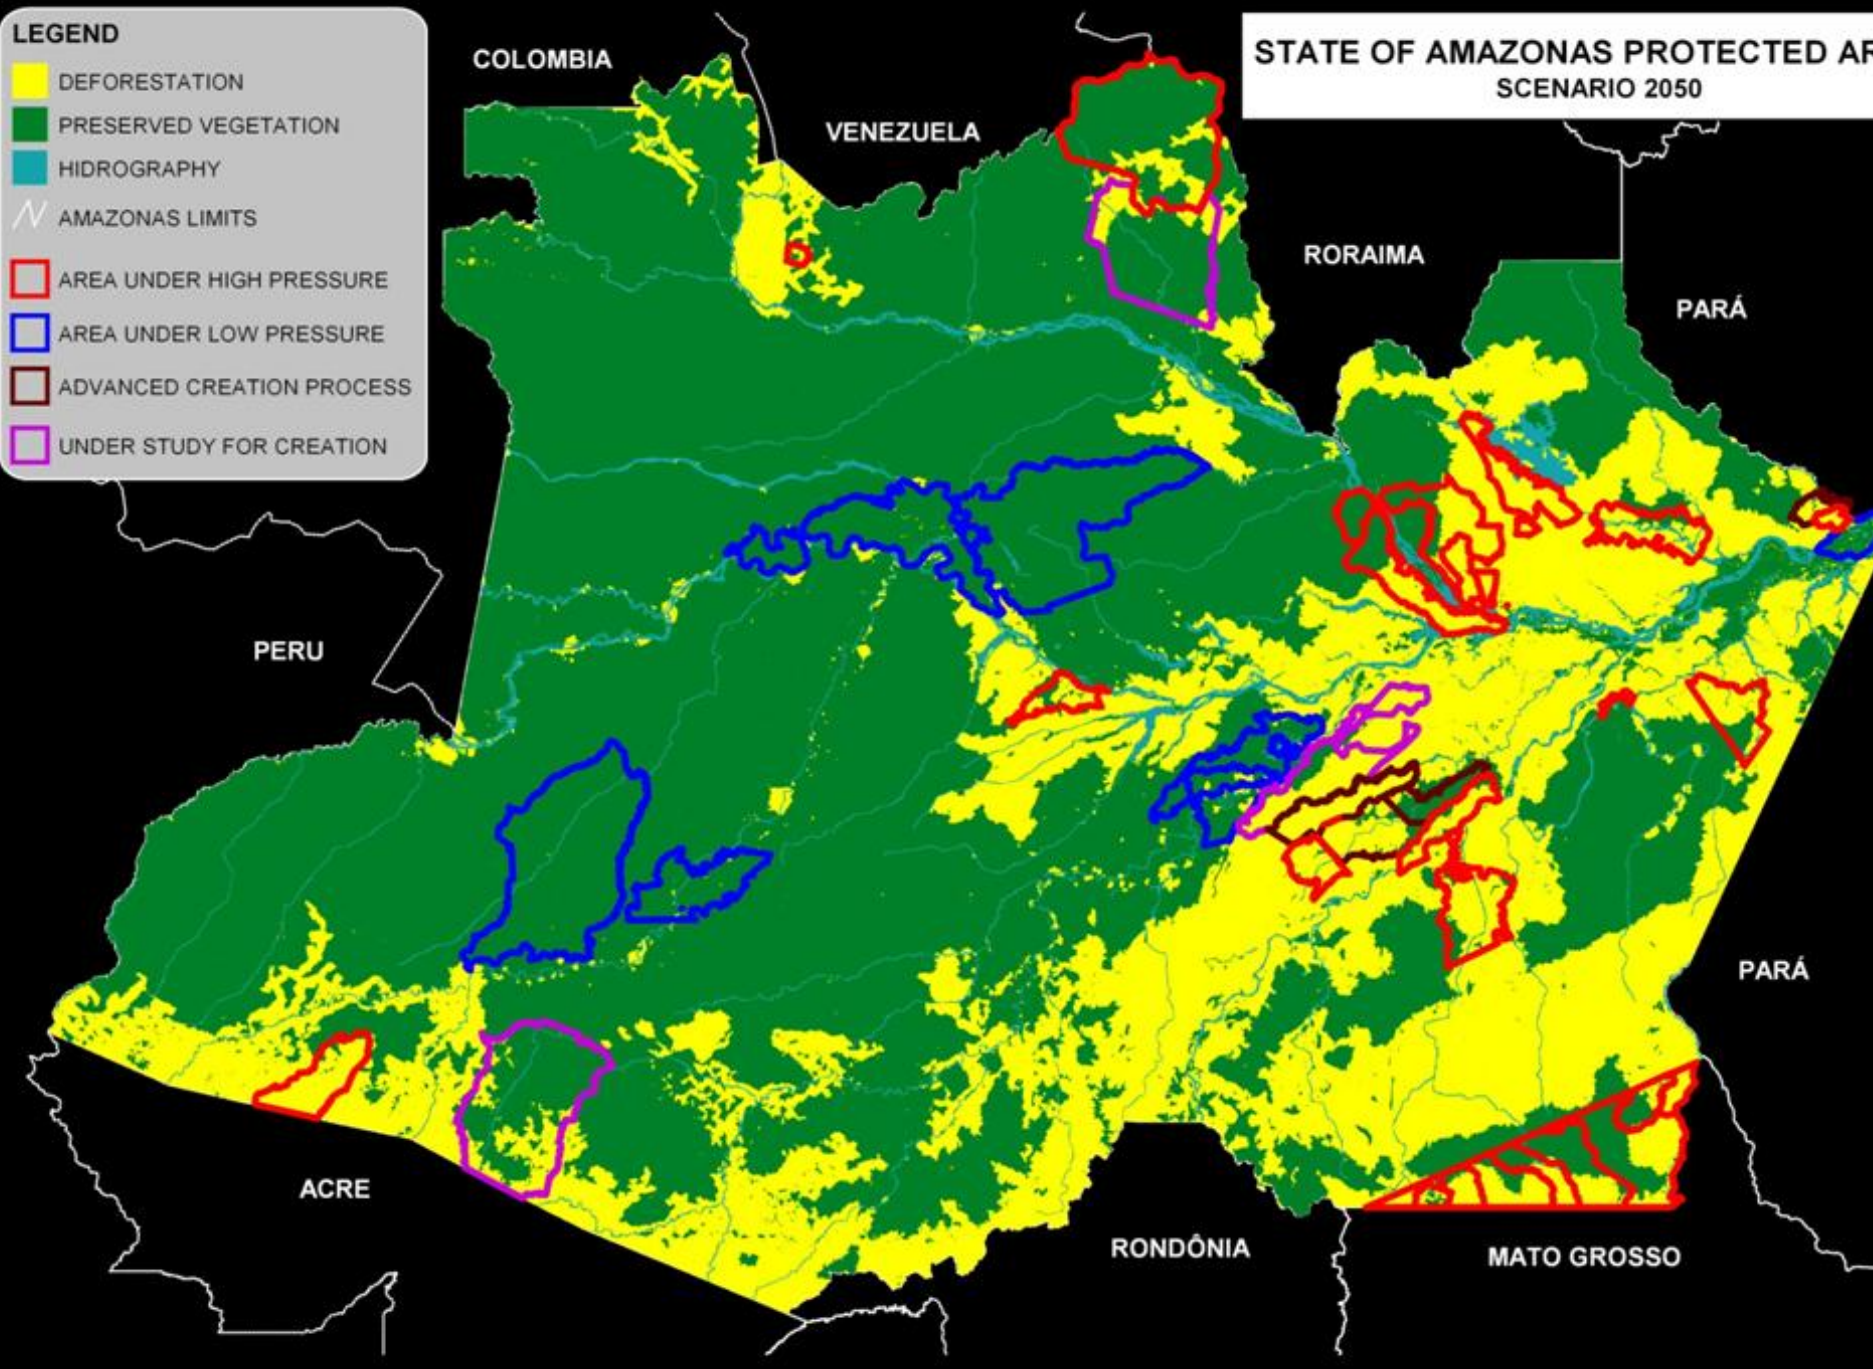 LEGEND
DEFORESTATION
PRESERVED VEGETATION
HIDROGRAPHY
AMAZONAS LIMITS
AREA UNDER HIGH PRESSURE
AREA UNDER LOW PRESSURE
ADVANCED CREATION PROCESS
UNDER STUDY FOR CREATION
STATE OF AMAZONAS PROTECTED AR
SCENARIO 2050
COLOMBIA
VENEZUELA
RORAIMA
PARÁ
PERU
PARÁ
ACRE
RONDÔNIA
MATO GROSSO